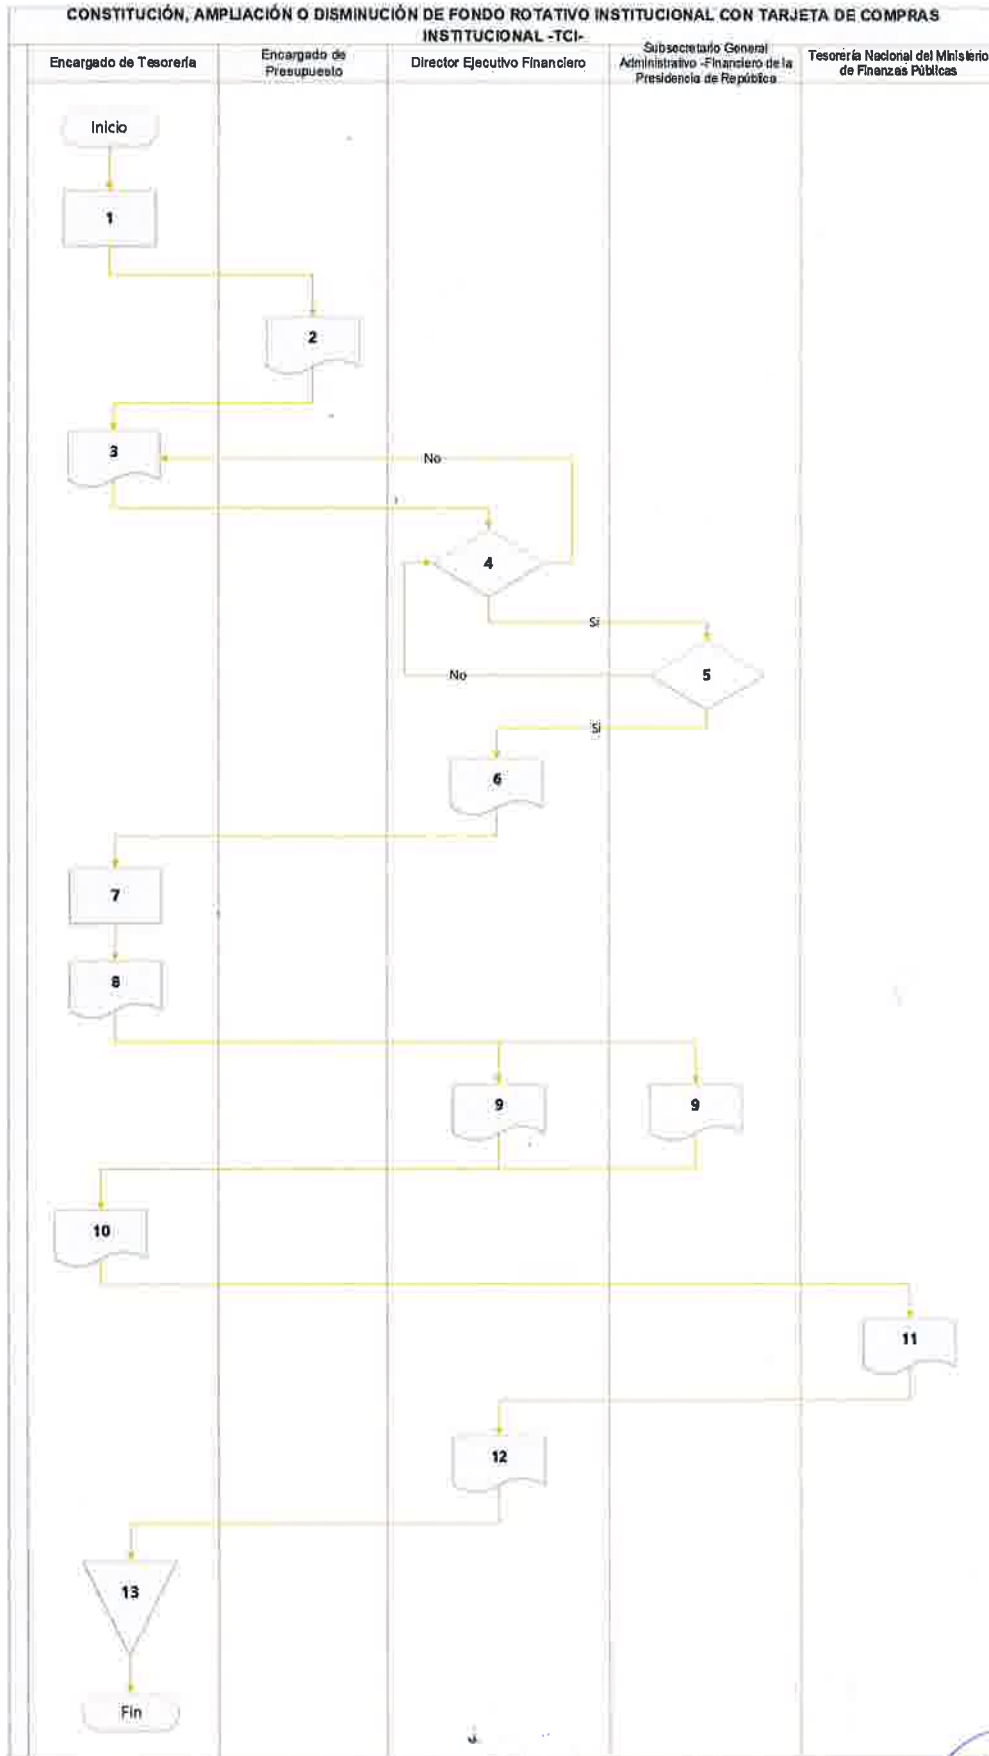 CONSTITUCIÓN, AMPLIACIÓN O DISMINUCIÓN DE FONDO ROTATIVO INSTITUCIONAL CON TARJETA DE COMPRAS
INSTITUCIONAL -TCI-
Encargado de Tesorería
Encargado de
Presupuesto
Director Ejecutivo Financiero
Subsecretario General
Administrativo -Financiero de la
Presidencia de República
Tesorería Nacional del Ministerio
de Finanzas Públicas
Inicio
1
2
3
No
4
Si
No
5
Si
6
7
8
9
9
10
11
12
13
Fin